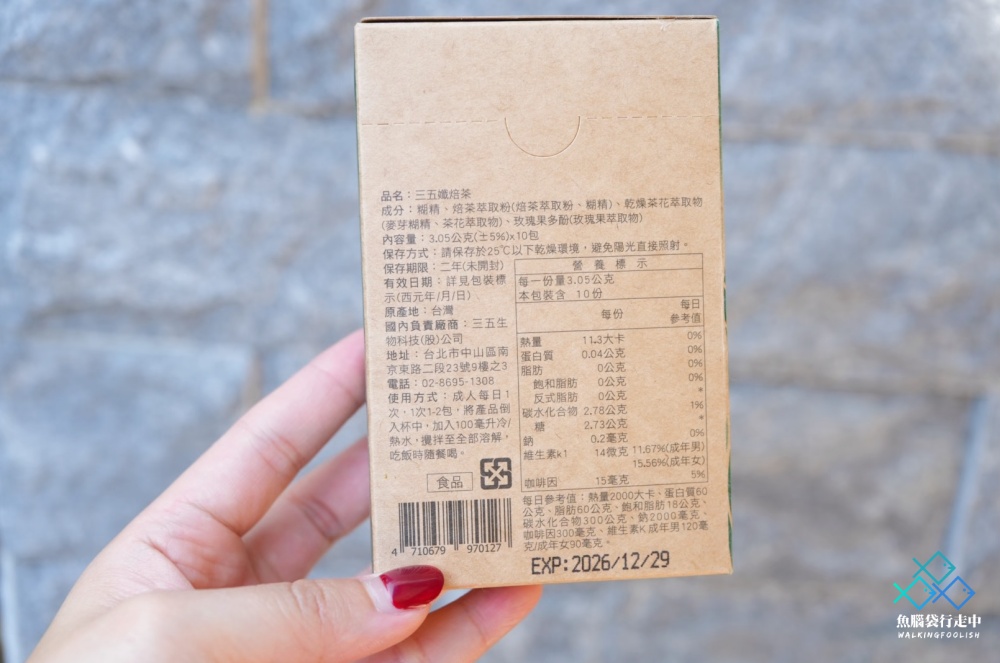 品名：三五孅焙茶
成分：糊精、焙茶萃取粉(焙茶萃取粉、糊精)、乾燥茶花萃取物
(麥芽糊精、茶花萃取物)、玫瑰果多酚(玫瑰果萃取物)
內容量：3.05公克(±5%)x10包
保存方式：請保存於25℃以下乾燥環境，避免陽光直接照射。
保存期限：二年(未開封)
有效日期：詳見包裝標
示(西元年/月/日)
原產地：台灣
國內負責廠商：三五生
物科技(股)公司
地址：台北市中山區南
京東路二段23號9樓之3
電話：02-8695-1308
使用方式：成人每日1
次，1次1-2包，將產品倒
入杯中，加入100毫升冷/
熱水，攪拌至全部溶解，
吃飯時隨餐喝。
食品
4 710679 970127
營養標示
每一份量3.05公克
本包裝含 10份
每份 每日參考值
熱量 11.3大卡 0%
蛋白質 0.04公克 0%
脂肪 0公克 0%
飽和脂肪 0公克 0%
反式脂肪 0公克 *
碳水化合物 2.78公克 1%
糖 2.73公克 *
鈉 0.2毫克 0%
維生素k1 14微克 11.67%(成年男)
15.56%(成年女)
咖啡因 15毫克 5%
每日參考值：熱量2000大卡、蛋白質60
公克、脂肪60公克、飽和脂肪18公克、
碳水化合物300公克、鈉2000毫克、
咖啡因300毫克、維生素K 成年男120毫
克/成年女90毫克。
EXP:2026/12/29
魚腦袋行走中
WALKINGFOOLISH